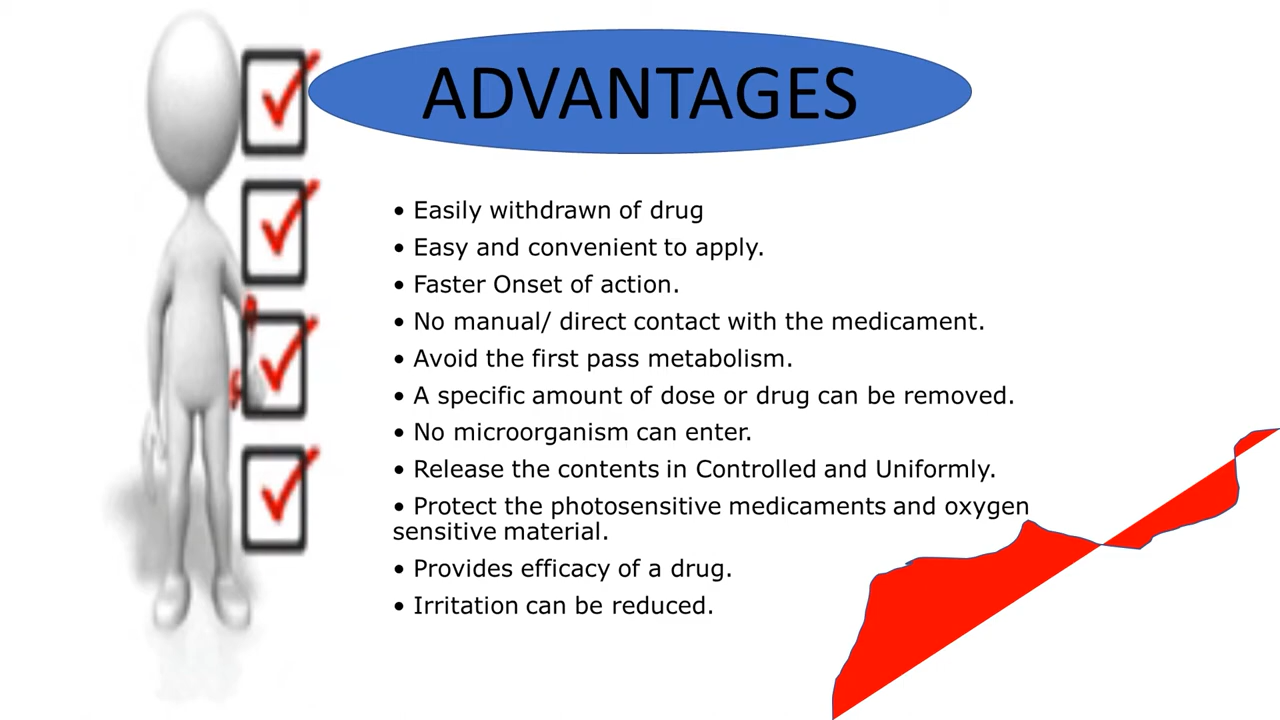 ADVANTAGES
• Easily withdrawn of drug
• Easy and convenient to apply.
• Faster Onset of action.
• No manual/ direct contact with the medicament.
• Avoid the first pass metabolism.
• A specific amount of dose or drug can be removed.
• No microorganism can enter.
• Release the contents in Controlled and Uniformly.
• Protect the photosensitive medicaments and oxygen
sensitive material.
• Provides efficacy of a drug.
• Irritation can be reduced.